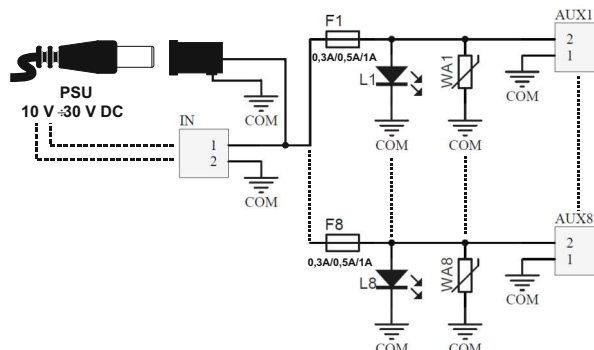 F1
AUX1
0,3A/0,5A/1A
2
1
L1
WA1
COM
COM
COM
COM
PSU
10 V ÷30 V DC
IN
1
2
COM
F8
AUX8
0,3A/0,5A/1A
2
1
L8
WA8
COM
COM
COM